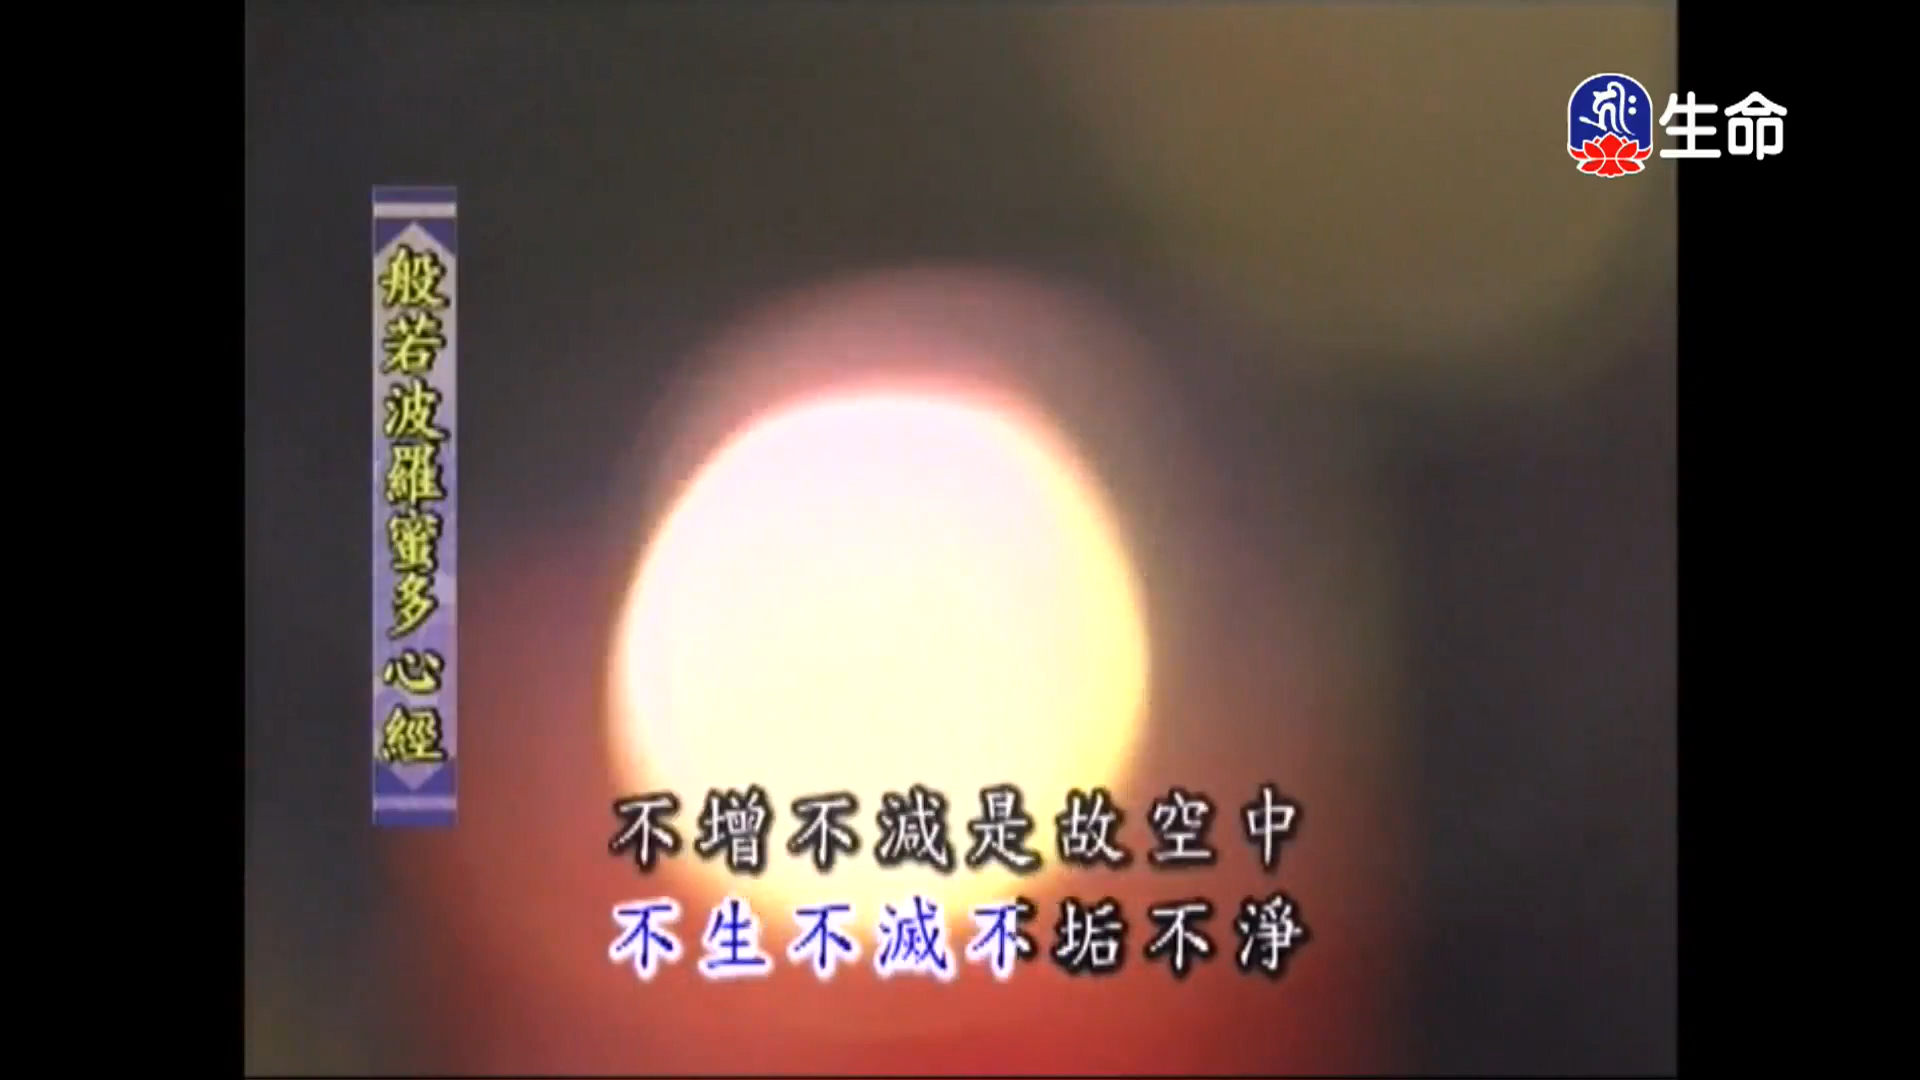 生命
般若波羅蜜多心經
不增不減是故空中
不生不滅不垢不淨